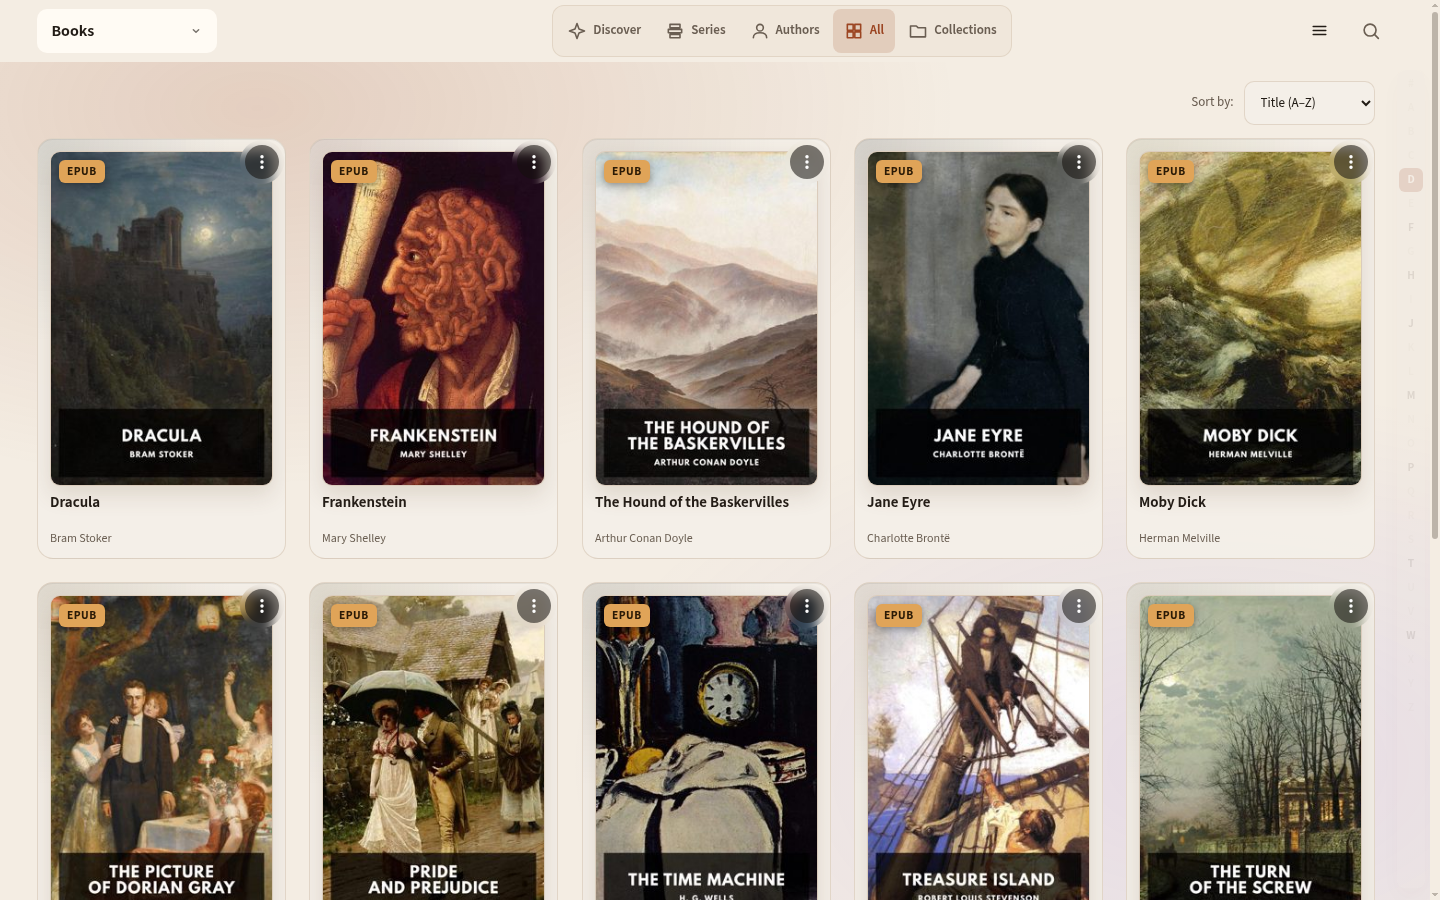 Books
Discover
Series
Authors
All
Collections
Sort by:
Title (A–Z)
EPUB
EPUB
EPUB
EPUB
EPUB
DRACULA
BRAM STOKER
FRANKENSTEIN
MARY SHELLEY
THE HOUND OF
THE BASKERVILLES
ARTHUR CONAN DOYLE
JANE EYRE
CHARLOTTE BRONTË
MOBY DICK
HERMAN MELVILLE
Dracula
Bram Stoker
Frankenstein
Mary Shelley
The Hound of the Baskervilles
Arthur Conan Doyle
Jane Eyre
Charlotte Brontë
Moby Dick
Herman Melville
EPUB
EPUB
EPUB
EPUB
EPUB
THE PICTURE
OF DORIAN GRAY
PRIDE
AND PREJUDICE
THE TIME MACHINE
H. G. WELLS
TREASURE ISLAND
ROBERT LOUIS STEVENSON
THE TURN
OF THE SCREW
D
F
H
J
M
P
T
W